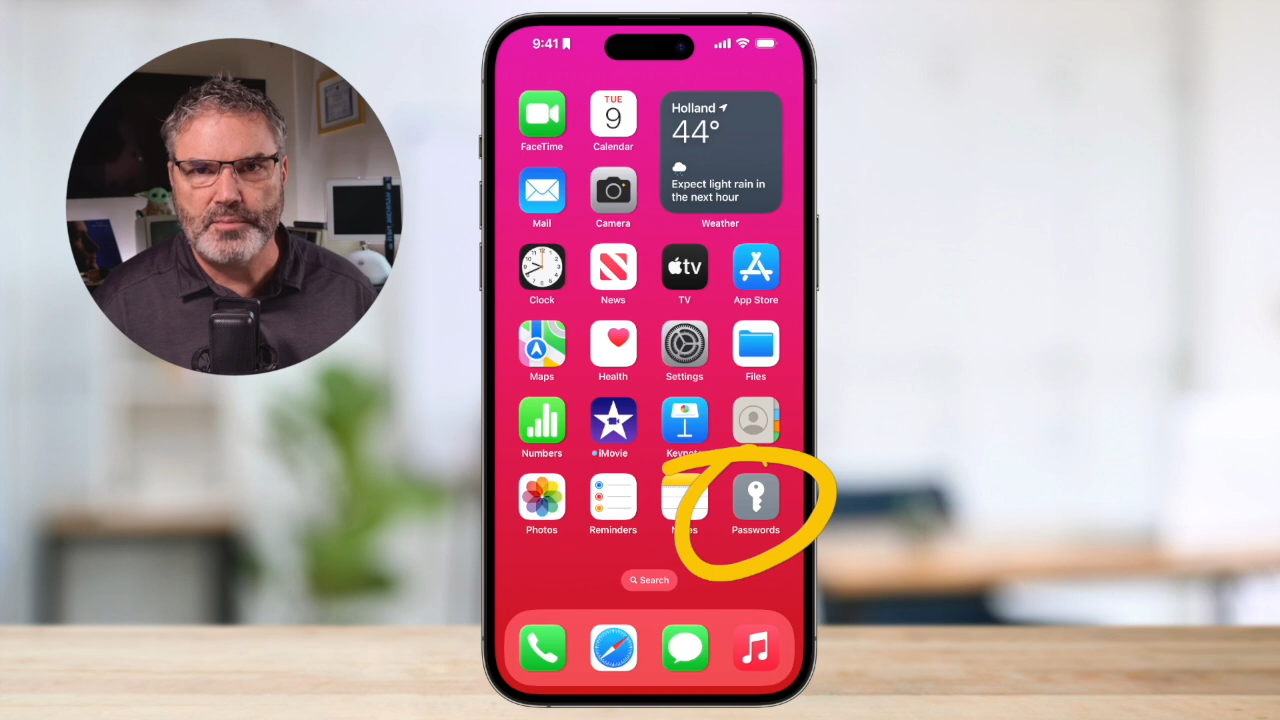 9:41
FaceTime
TUE
9
Calendar
Holland
44°
Expect light rain in
the next hour
Weather
Mail
Camera
Clock
News
tv
TV
App Store
Maps
Health
Settings
Files
Numbers
iMovie
Photos
Reminders
Passwords
Search